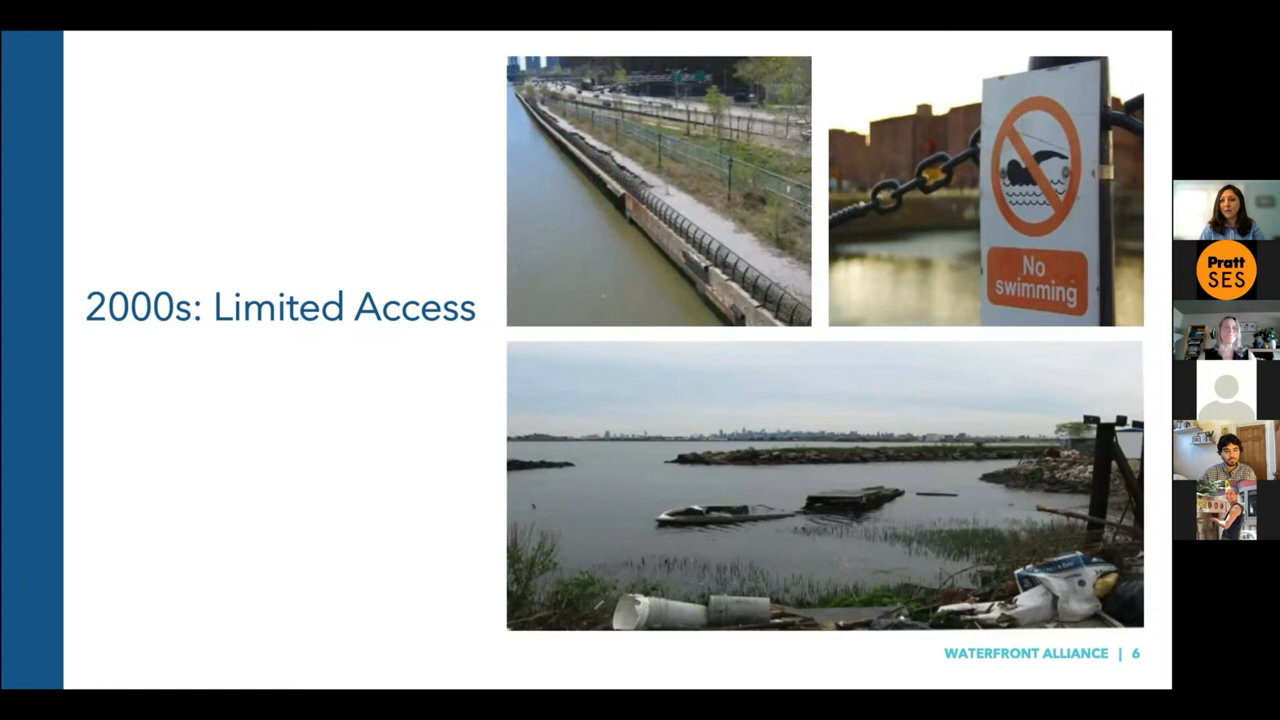 2000s: Limited Access
No
swimming
WATERFRONT ALLIANCE | 6
Pratt
SES